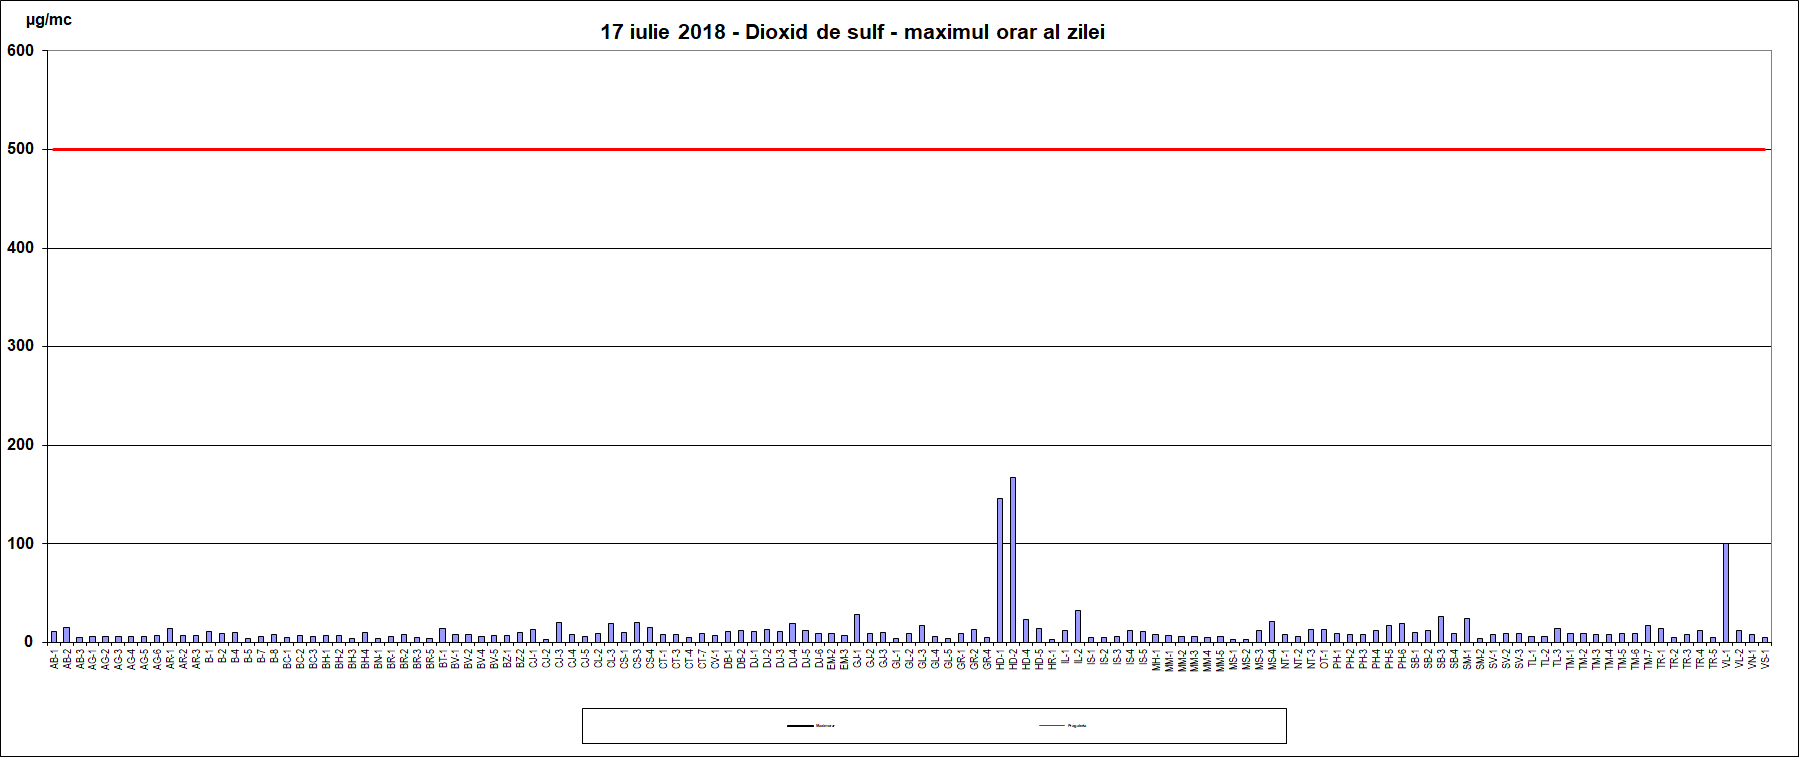 µg/mc
17 iulie 2018 - Dioxid de sulf - maximul orar al zilei
600
500
400
300
200
100
0
AB-1 AB-2 AB-3 AG-1 AG-2 AG-3 AG-4 AG-5 AG-6 AR-1 AR-2 AR-3 B-1 B-2 B-4 B-5 B-7 B-8 BC-1 BC-2 BC-3 BH-1 BH-2 BH-3 BH-4 BN-1 BR-1 BR-2 BR-3 BR-5 BT-1 BV-1 BV-4 BV-5 BZ-1 BZ-2 CJ-1 CJ-2 CJ-3 CJ-4 CJ-5 CL-2 CL-3 CS-1 CS-3 CS-4 CT-1 CT-3 CT-4 CT-7 CV-1 DB-1 DB-2 DJ-1 DJ-2 DJ-3 DJ-4 DJ-5 DJ-6 EM-2 EM-3 GJ-1 GJ-2 GJ-3 GL-1 GL-2 GL-3 GL-4 GL-5 GR-1 GR-2 GR-4 HD-1 HD-2 HD-4 HD-5 HR-1 IL-1 IL-2 IS-1 IS-2 IS-3 IS-4 IS-5 MH-1 MM-1 MM-2 MM-3 MM-4 MM-5 MS-1 MS-2 MS-3 MS-4 NT-1 NT-2 NT-3 OT-1 PH-1 PH-2 PH-3 PH-4 PH-5 PH-6 SB-1 SB-2 SB-3 SB-4 SM-1 SM-2 SV-1 SV-2 SV-3 TL-1 TL-2 TL-3 TM-1 TM-2 TM-3 TM-4 TM-5 TM-6 TM-7 TR-1 TR-2 TR-3 TR-4 TR-5 VL-1 VL-2 VN-1 VS-1